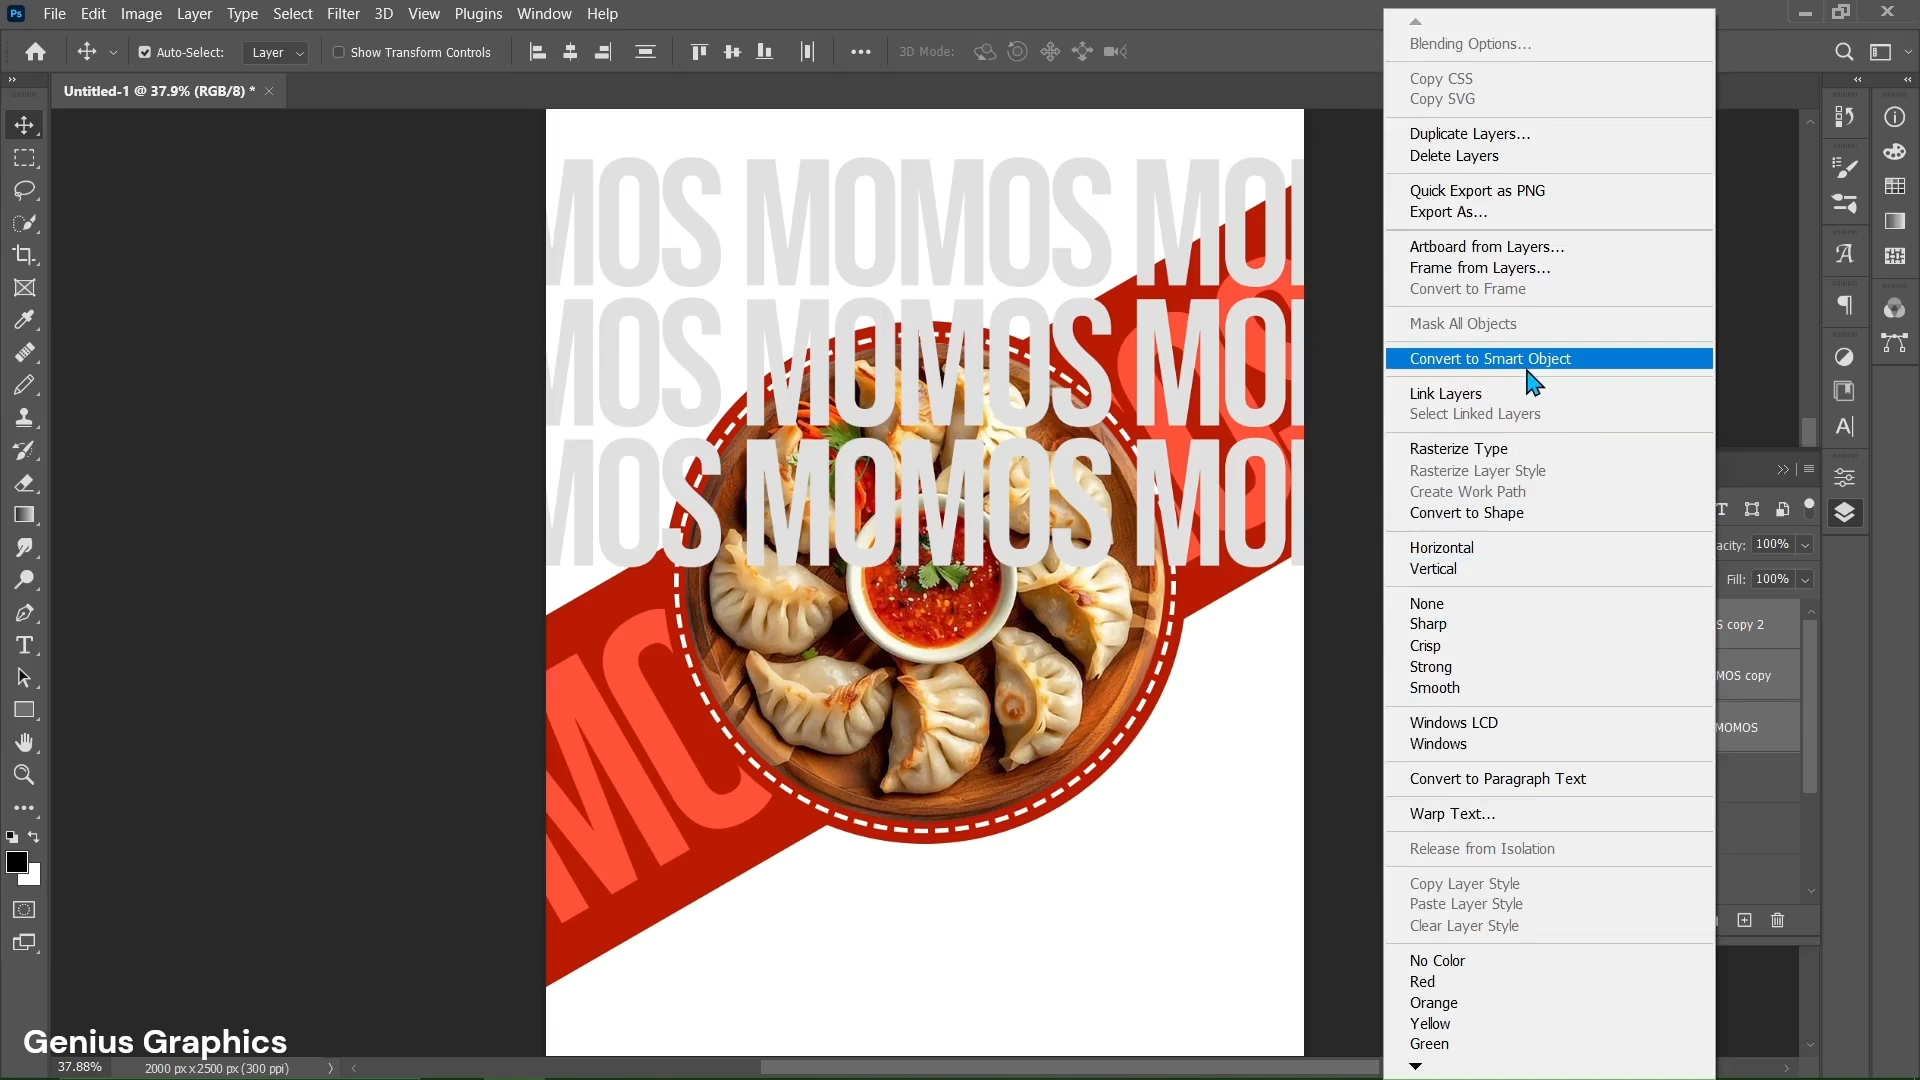 Ps File Edit Image Layer Type Select Filter 3D View Plugins Window Help
Auto-Select: Layer Show Transform Controls 3D Mode:
Untitled-1 @ 37.9% (RGB/8) *
MOS MOMOS MO
MOS MOMOS MO
MOS MOMOS MO
MO
Blending Options...
Copy CSS
Copy SVG
Duplicate Layers...
Delete Layers
Quick Export as PNG
Export As...
Artboard from Layers...
Frame from Layers...
Convert to Frame
Mask All Objects
Convert to Smart Object
Link Layers
Select Linked Layers
Rasterize Type
Rasterize Layer Style
Create Work Path
Convert to Shape
Horizontal
Vertical
None
Sharp
Crisp
Strong
Smooth
Windows LCD
Windows
Convert to Paragraph Text
Warp Text...
Release from Isolation
Copy Layer Style
Paste Layer Style
Clear Layer Style
No Color
Red
Orange
Yellow
Green
acity: 100%
Fill: 100%
S copy 2
MOS copy
MOMOS
Genius Graphics
37.88% 2000 px x 2500 px (300 ppi)